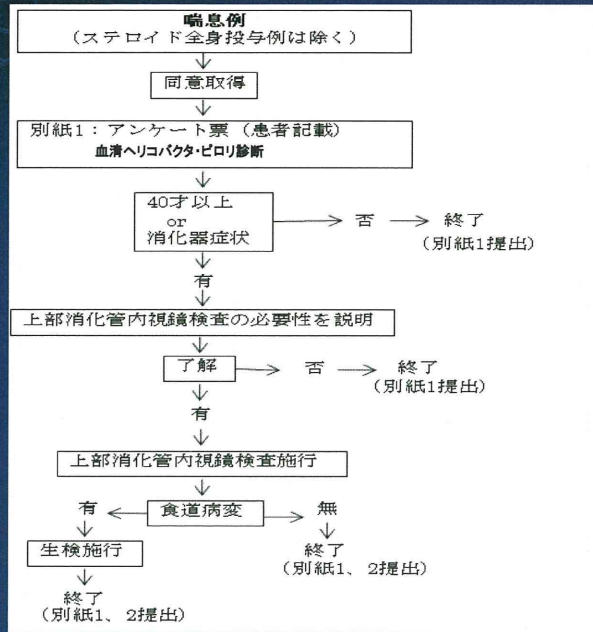 喘息例
(ステロイド全身投与例は除く)
同意取得
別紙1：アンケート票(患者記載)
血清ヘリコバクタ・ピロリ診断
40才以上
or
消化器症状
否
終了
(別紙1提出)
有
上部消化管内視鏡検査の必要性を説明
了解
否
終了
(別紙1提出)
有
上部消化管内視鏡検査施行
有
食道病変
無
生検施行
終了
(別紙1、2提出)
終了
(別紙1、2提出)